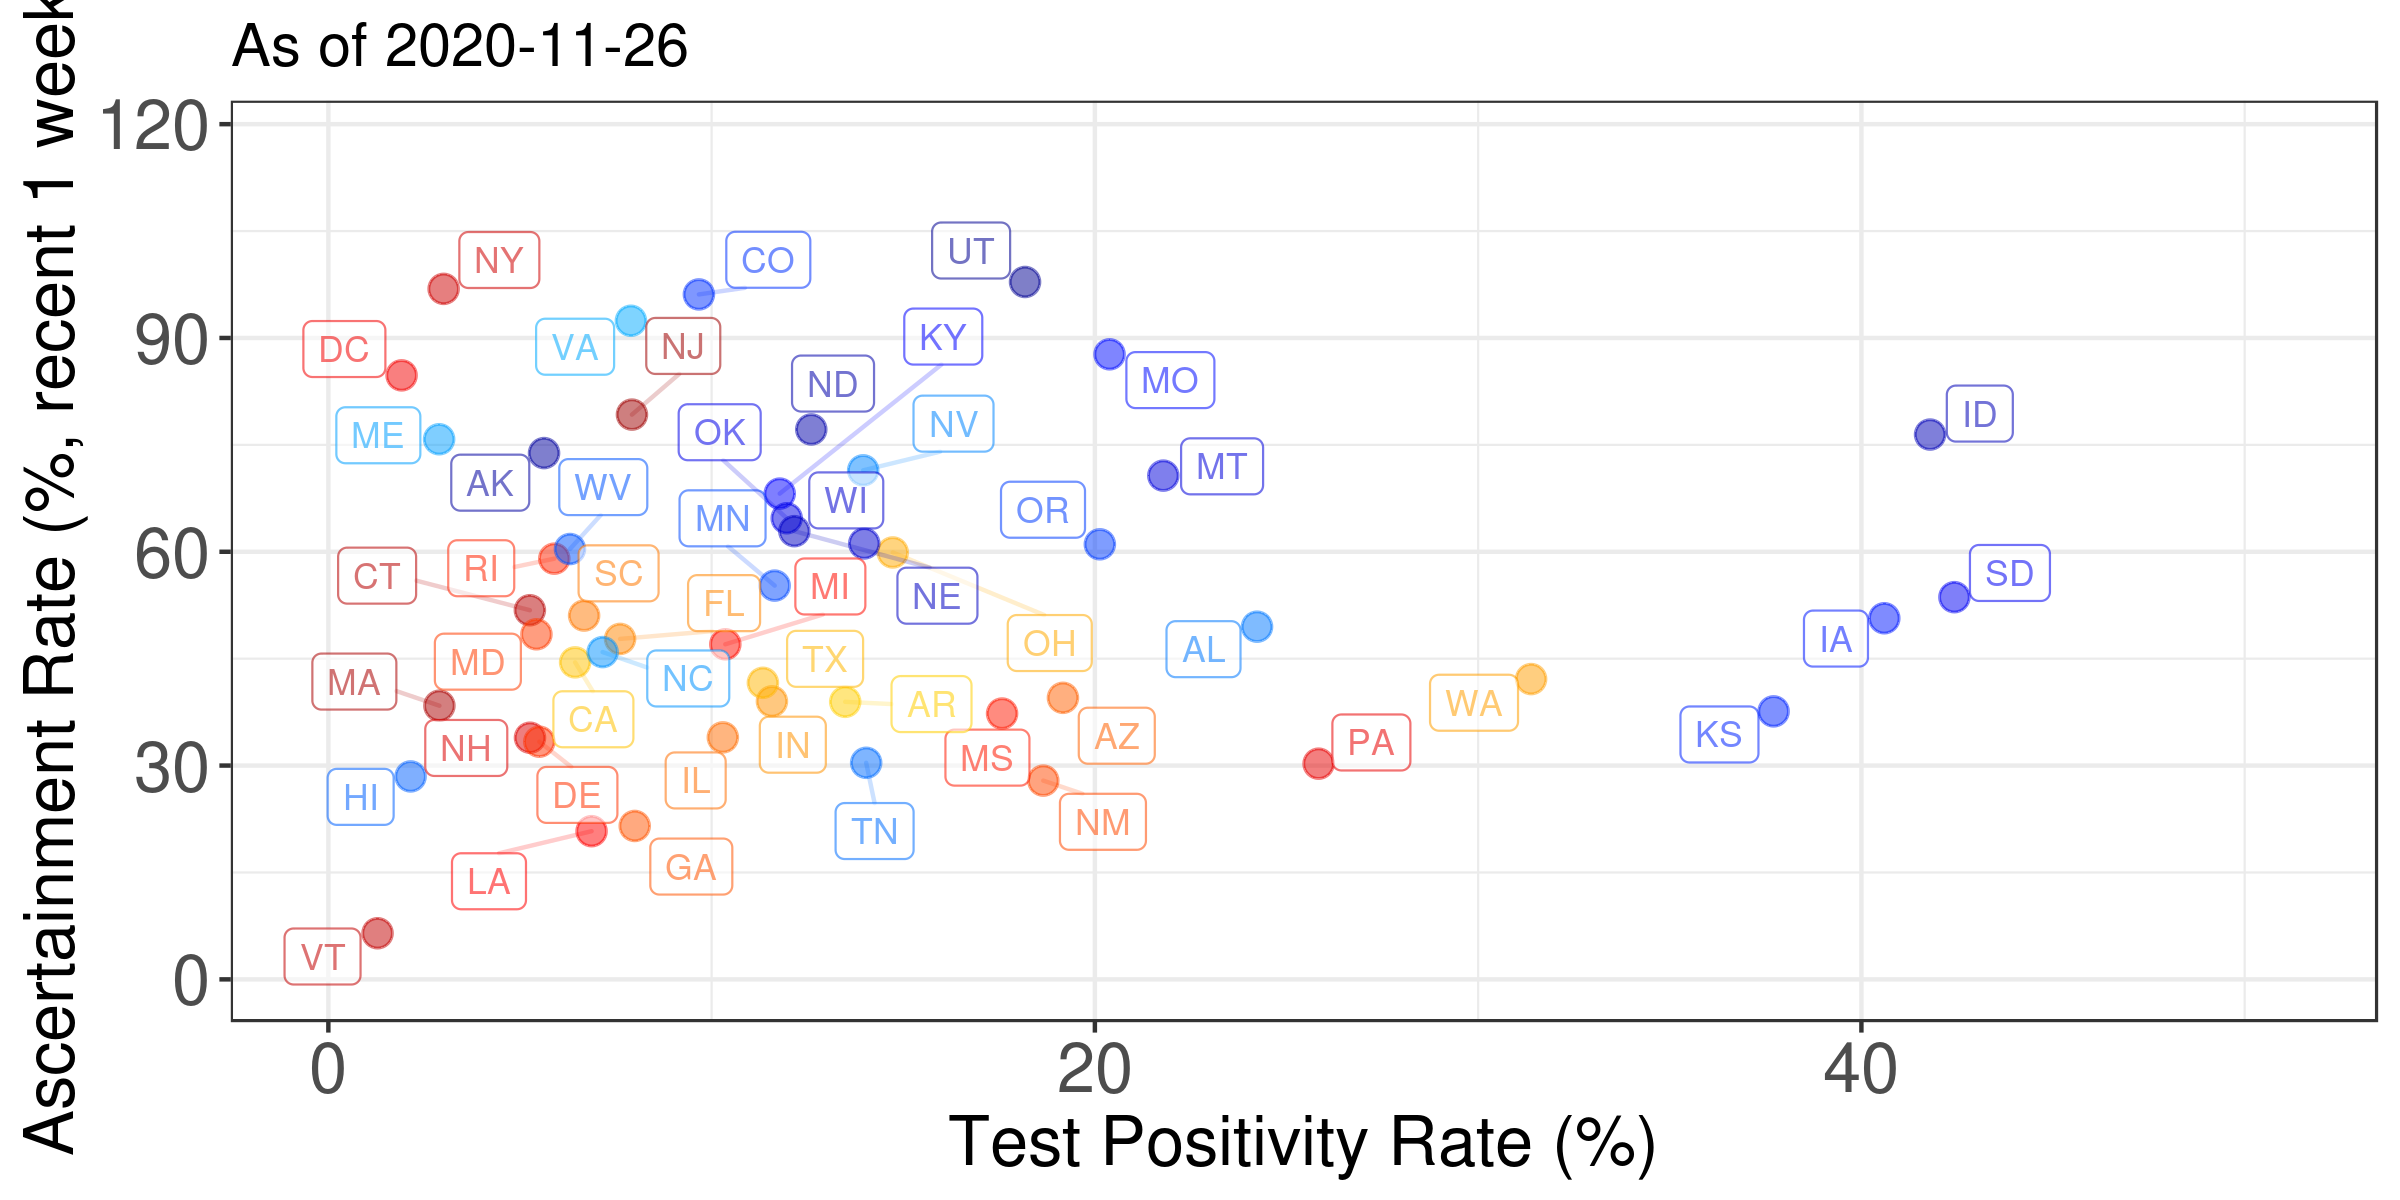 As of 2020-11-26
Ascertainment Rate (%, recent 1 week
120
90
60
30
0
NY
CO
UT
DC
VA
NJ
KY
ND
MO
ME
OK
NV
ID
AK
WV
WI
MT
MN
OR
CT
RI
SC
FL
MI
NE
SD
MD
TX
OH
AL
IA
MA
NC
CA
AR
WA
NH
IN
AZ
KS
HI
DE
IL
MS
PA
LA
GA
TN
NM
VT
0
20
40
Test Positivity Rate (%)